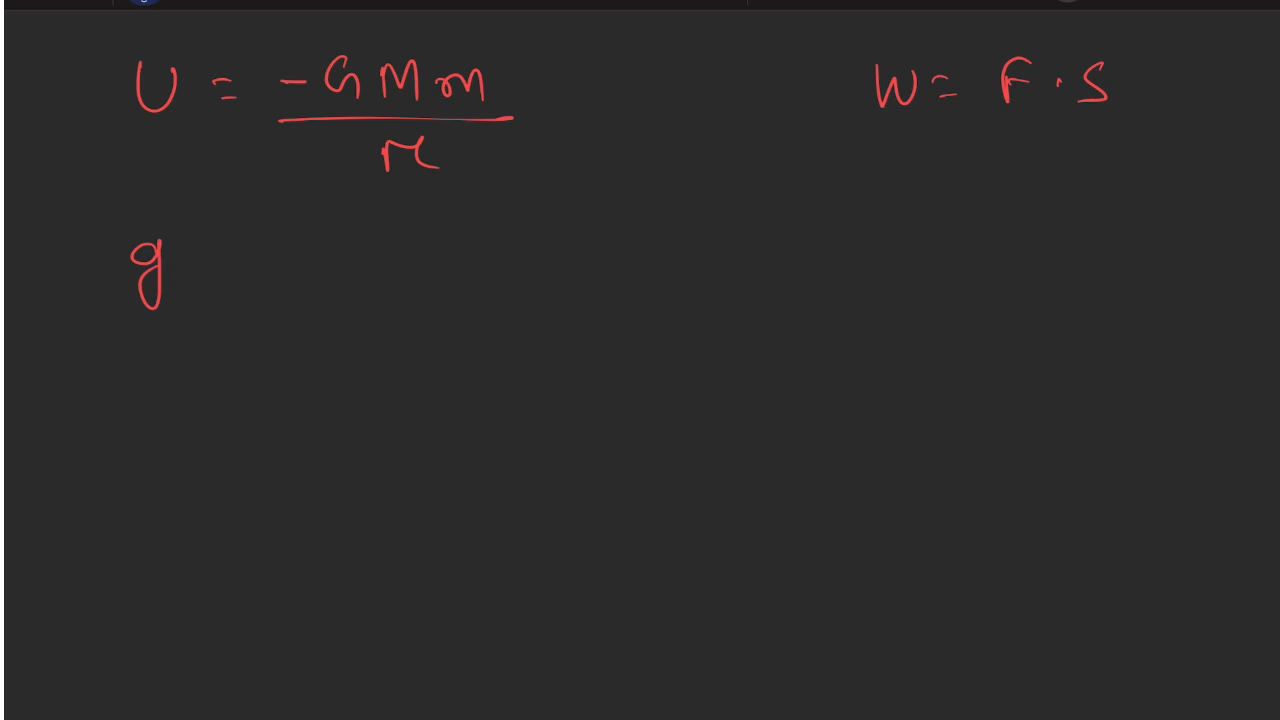 U = -GMm / r
W = F · S
g